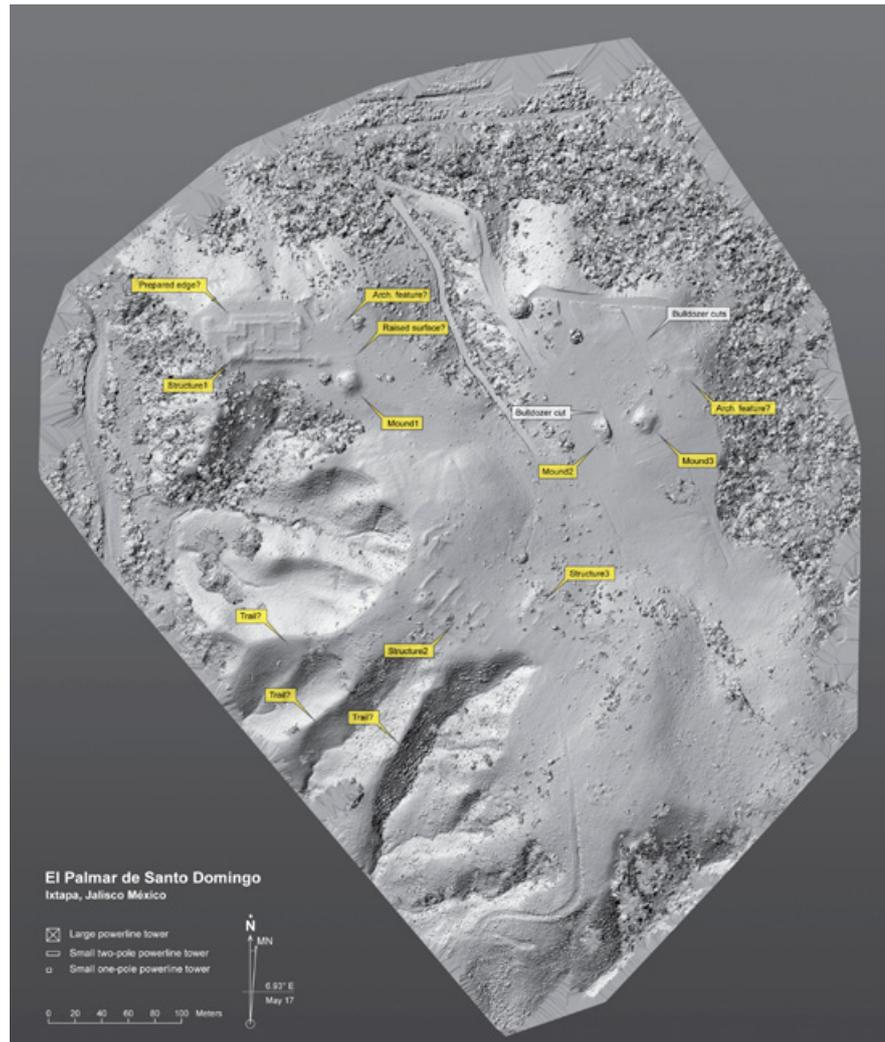 Prepared edge?
Arch. feature?
Bulldozer cuts
Raised surface?
Structure1
Arch. feature?
Bulldozer cut
Mound1
Mound2
Mound3
Structure3
Trail?
Structure2
Trail?
Trail?
El Palmar de Santo Domingo
Ixtapa, Jalisco México
Large powerline tower
Small two-pole powerline tower
Small one-pole powerline tower
0 20 40 60 80 100 Meters
N
MN
6.93° E
May 17